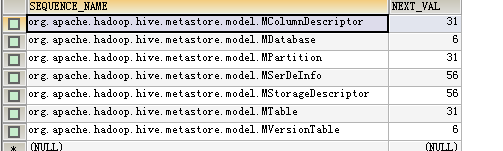 SEQUENCE_NAME NEXT_VAL
org.apache.hadoop.hive.metastore.model.MColumnDescriptor 31
org.apache.hadoop.hive.metastore.model.MDatabase 6
org.apache.hadoop.hive.metastore.model.MPartition 31
org.apache.hadoop.hive.metastore.model.MSerDeInfo 56
org.apache.hadoop.hive.metastore.model.MStorageDescriptor 56
org.apache.hadoop.hive.metastore.model.MTable 31
org.apache.hadoop.hive.metastore.model.MVersionTable 6
* (NULL) (NULL)